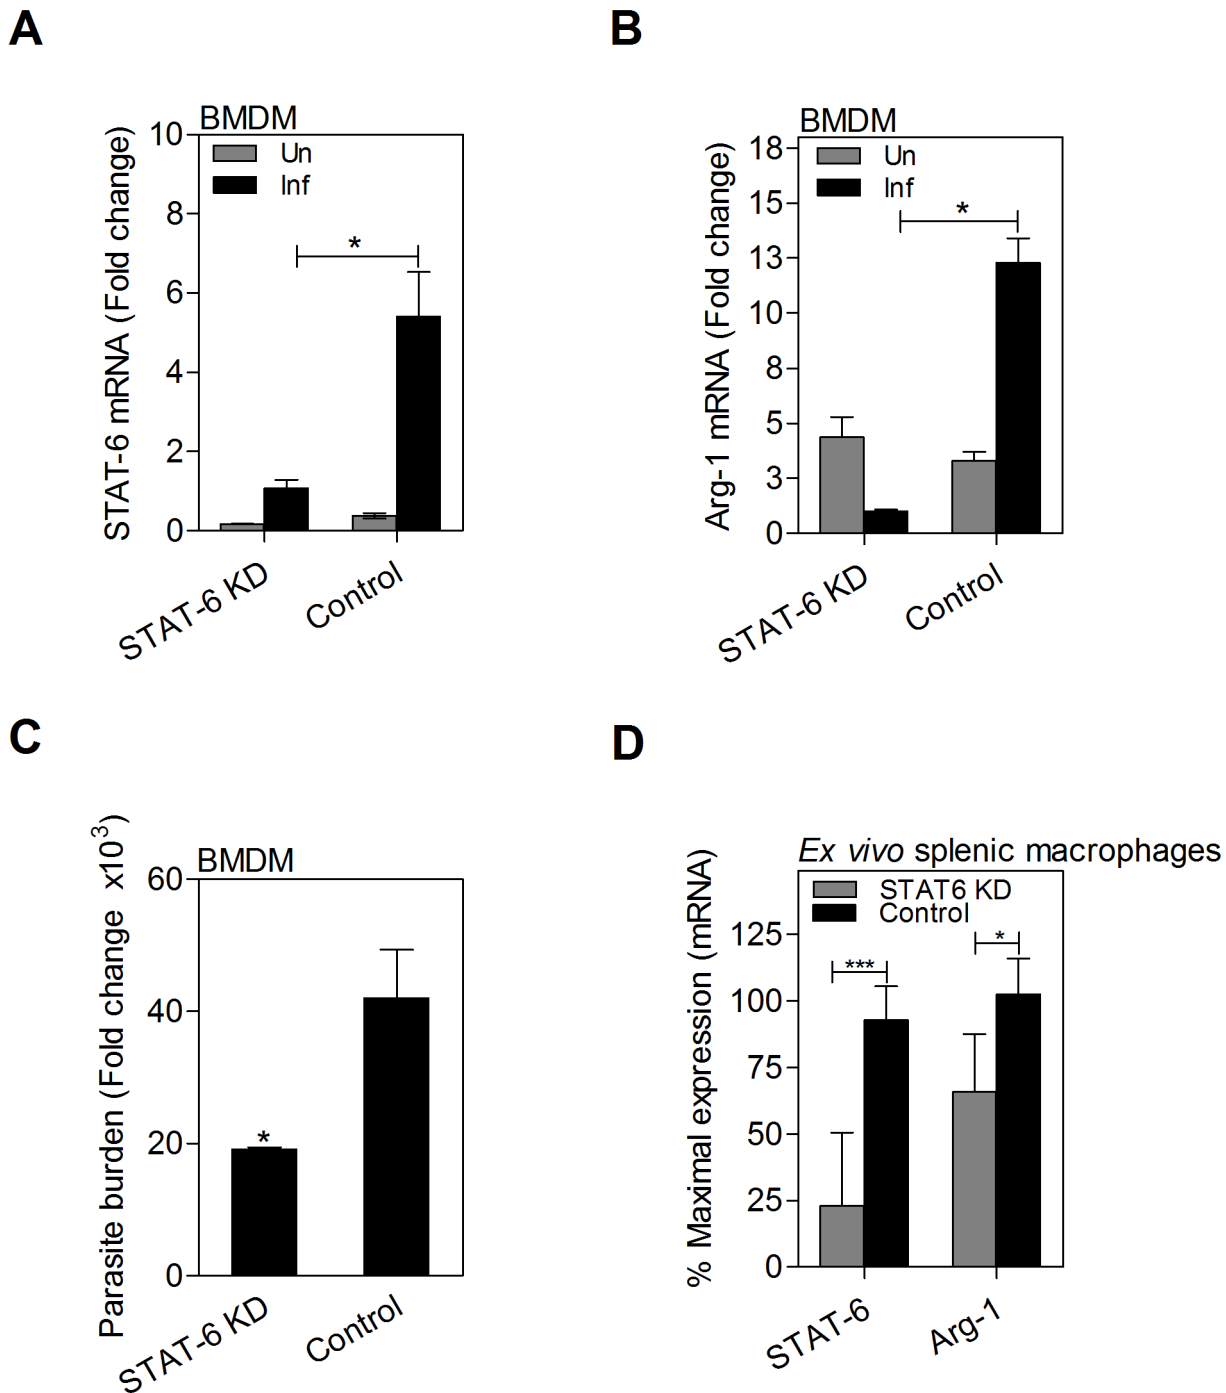 A
BMDM
Un
Inf
STAT-6 mRNA (Fold change)
10
8
6
4
2
0
*
STAT-6 KD
Control
B
BMDM
Un
Inf
Arg-1 mRNA (Fold change)
18
15
13
10
8
5
3
0
*
STAT-6 KD
Control
C
BMDM
Parasite burden (Fold change x10³)
60
40
20
0
*
STAT-6 KD
Control
D
Ex vivo splenic macrophages
STAT6 KD
Control
% Maximal expression (mRNA)
125
100
75
50
25
0
***
*
STAT-6
Arg-1